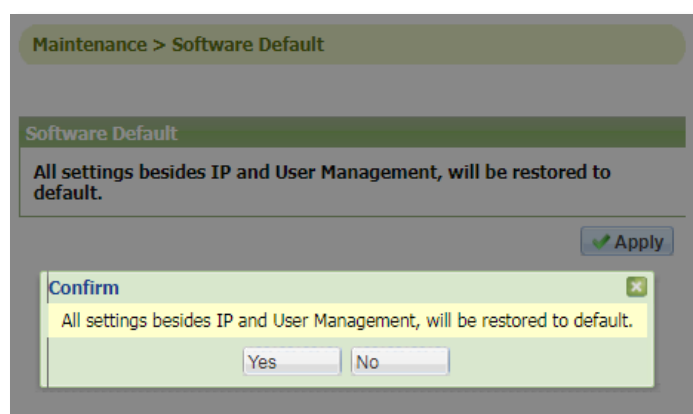 Maintenance > Software Default
Software Default
All settings besides IP and User Management, will be restored to
default.
Apply
Confirm
All settings besides IP and User Management, will be restored to default.
Yes No